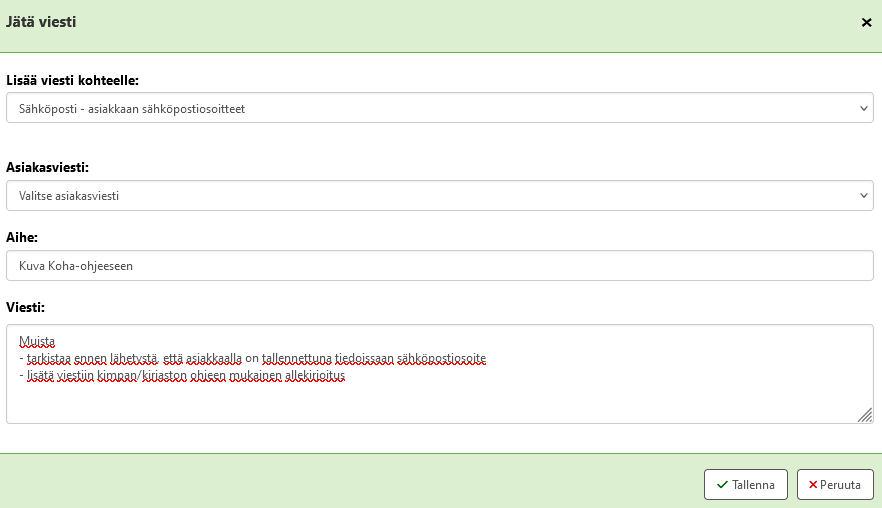 Jätä viesti
Lisää viesti kohteelle:
Sähköposti - asiakkaan sähköpostiosoitteet
Asiakasviesti:
Valitse asiakasviesti
Aihe:
Kuva Koha-ohjeeseen
Viesti:
Muista
- tarkistaa ennen lähetystä, että asiakkaalla on tallennettuna tiedoissaan sähköpostiosoite
- lisätä viestiin kimpan/kirjaston ohjeen mukainen allekirjoitus
Tallenna
Peruuta